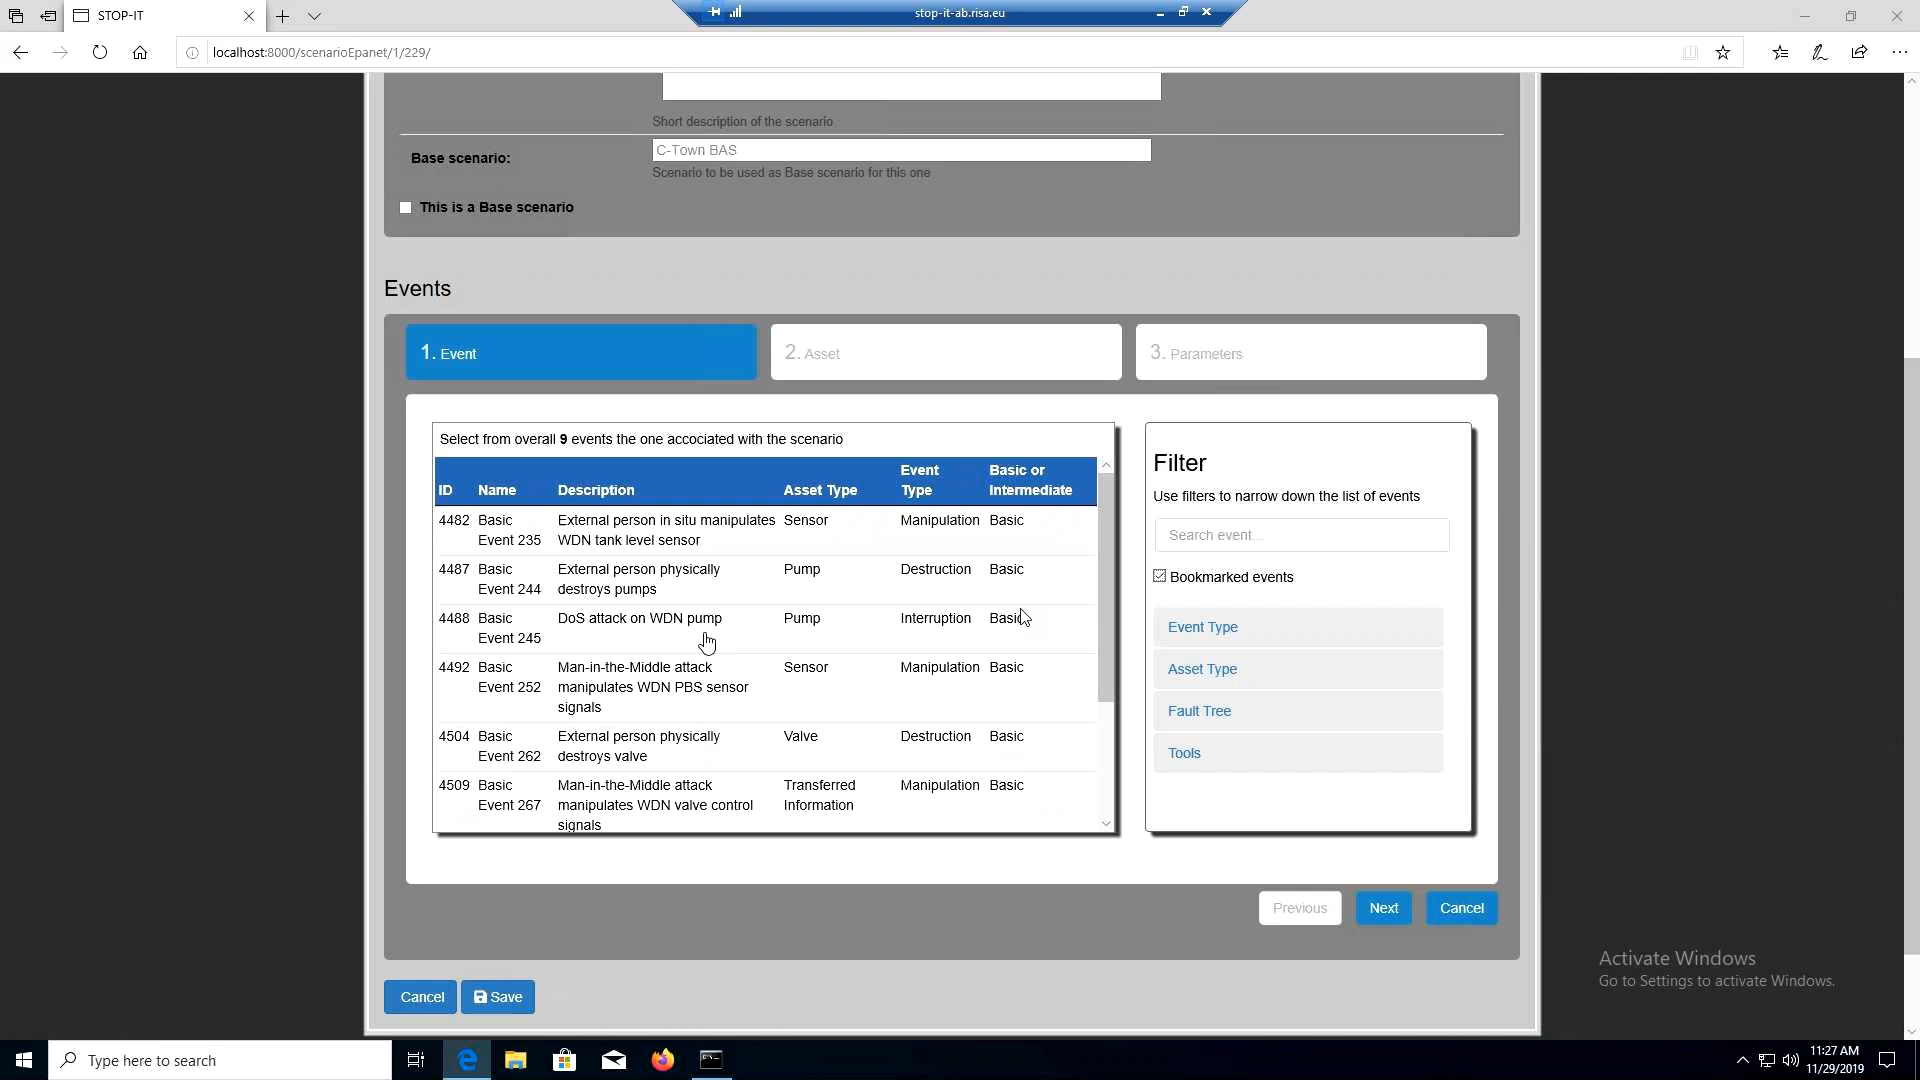 STOP-IT
stop-it-ab.risa.eu
localhost:8000/scenarioEpanet/1/229/
Short description of the scenario
Base scenario:
C-Town BAS
Scenario to be used as Base scenario for this one
This is a Base scenario
Events
1. Event
2. Asset
3. Parameters
Select from overall 9 events the one accociated with the scenario
ID Name Description Asset Type Event Type Basic or Intermediate
4482 Basic Event 235 External person in situ manipulates WDN tank level sensor Sensor Manipulation Basic
4487 Basic Event 244 External person physically destroys pumps Pump Destruction Basic
4488 Basic Event 245 DoS attack on WDN pump Pump Interruption Basic
4492 Basic Event 252 Man-in-the-Middle attack manipulates WDN PBS sensor signals Sensor Manipulation Basic
4504 Basic Event 262 External person physically destroys valve Valve Destruction Basic
4509 Basic Event 267 Man-in-the-Middle attack manipulates WDN valve control signals Transferred Information Manipulation Basic
Filter
Use filters to narrow down the list of events
Search event...
Bookmarked events
Event Type
Asset Type
Fault Tree
Tools
Previous
Next
Cancel
Cancel
Save
Activate Windows
Go to Settings to activate Windows.
Type here to search
11:27 AM
11/29/2019